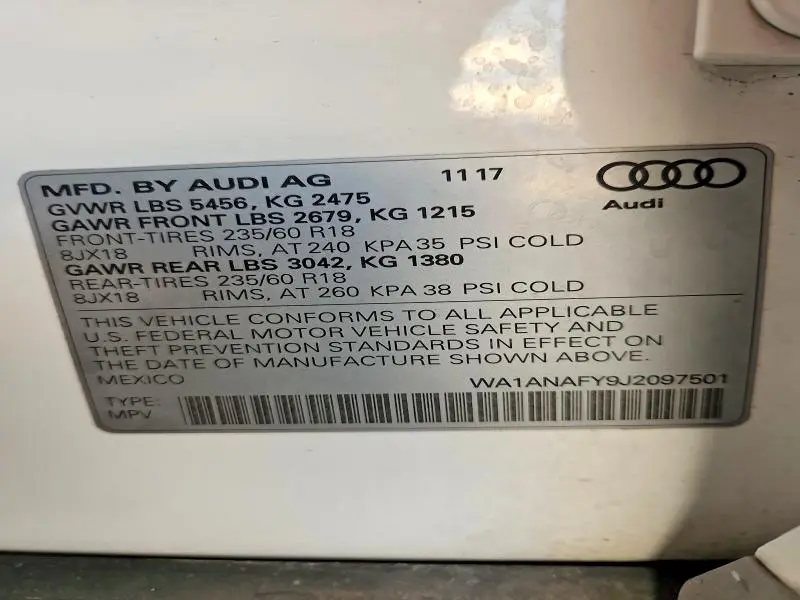 MFD. BY AUDI AG 11 17
GVWR LBS 5456, KG 2475
GAWR FRONT LBS 2679, KG 1215
FRONT-TIRES 235/60 R18
8JX18 RIMS, AT 240 KPA 35 PSI COLD
GAWR REAR LBS 3042, KG 1380
REAR-TIRES 235/60 R18
8JX18 RIMS, AT 260 KPA 38 PSI COLD
Audi
THIS VEHICLE CONFORMS TO ALL APPLICABLE
U.S. FEDERAL MOTOR VEHICLE SAFETY AND
THEFT PREVENTION STANDARDS IN EFFECT ON
THE DATE OF MANUFACTURE SHOWN ABOVE.
MEXICO WA1ANAFY9J2097501
TYPE:
MPV